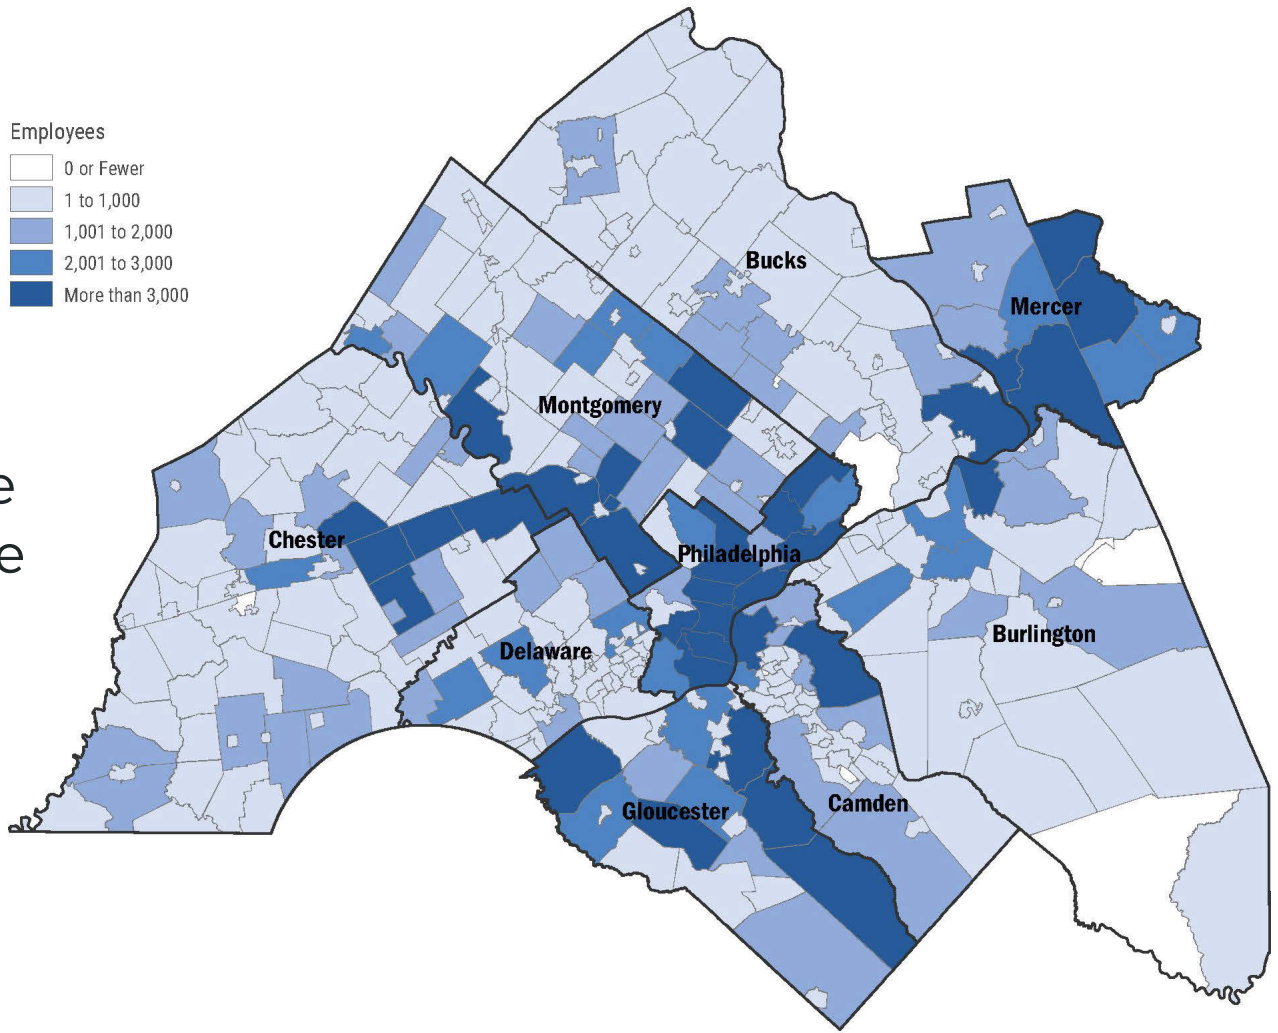 Employees
0 or Fewer
1 to 1,000
1,001 to 2,000
2,001 to 3,000
More than 3,000
Bucks
Mercer
Montgomery
e
e
Chester
Philadelphia
Burlington
Delaware
Camden
Gloucester